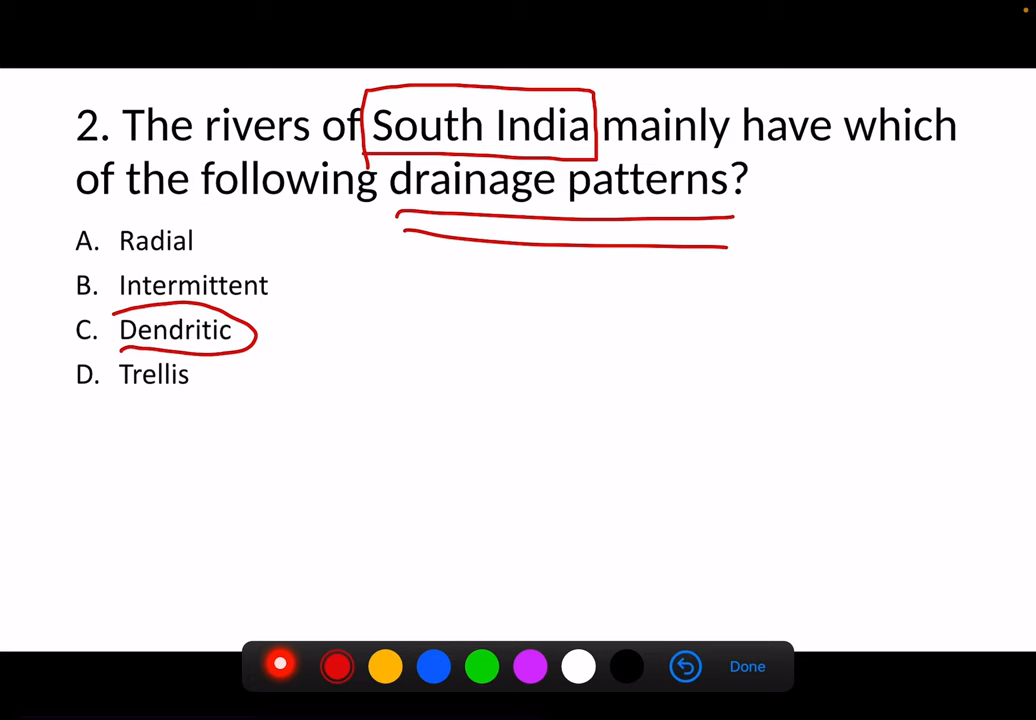 2. The rivers of South India mainly have which
of the following drainage patterns?
A. Radial
B. Intermittent
C. Dendritic
D. Trellis
Done